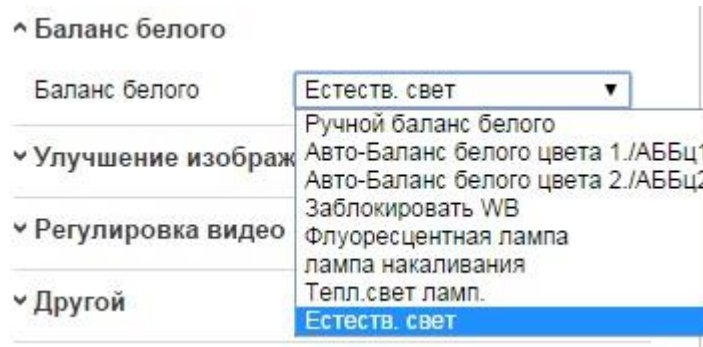 Баланс белого
Баланс белого
Естеств. свет
Ручной баланс белого
Улучшение изображ
Авто-Баланс белого цвета 1./АББц1
Авто-Баланс белого цвета 2./АББц2
Заблокировать WB
Регулировка видео
Флуоресцентная лампа
лампа накаливания
Другой
Тепл.свет ламп.
Естеств. свет